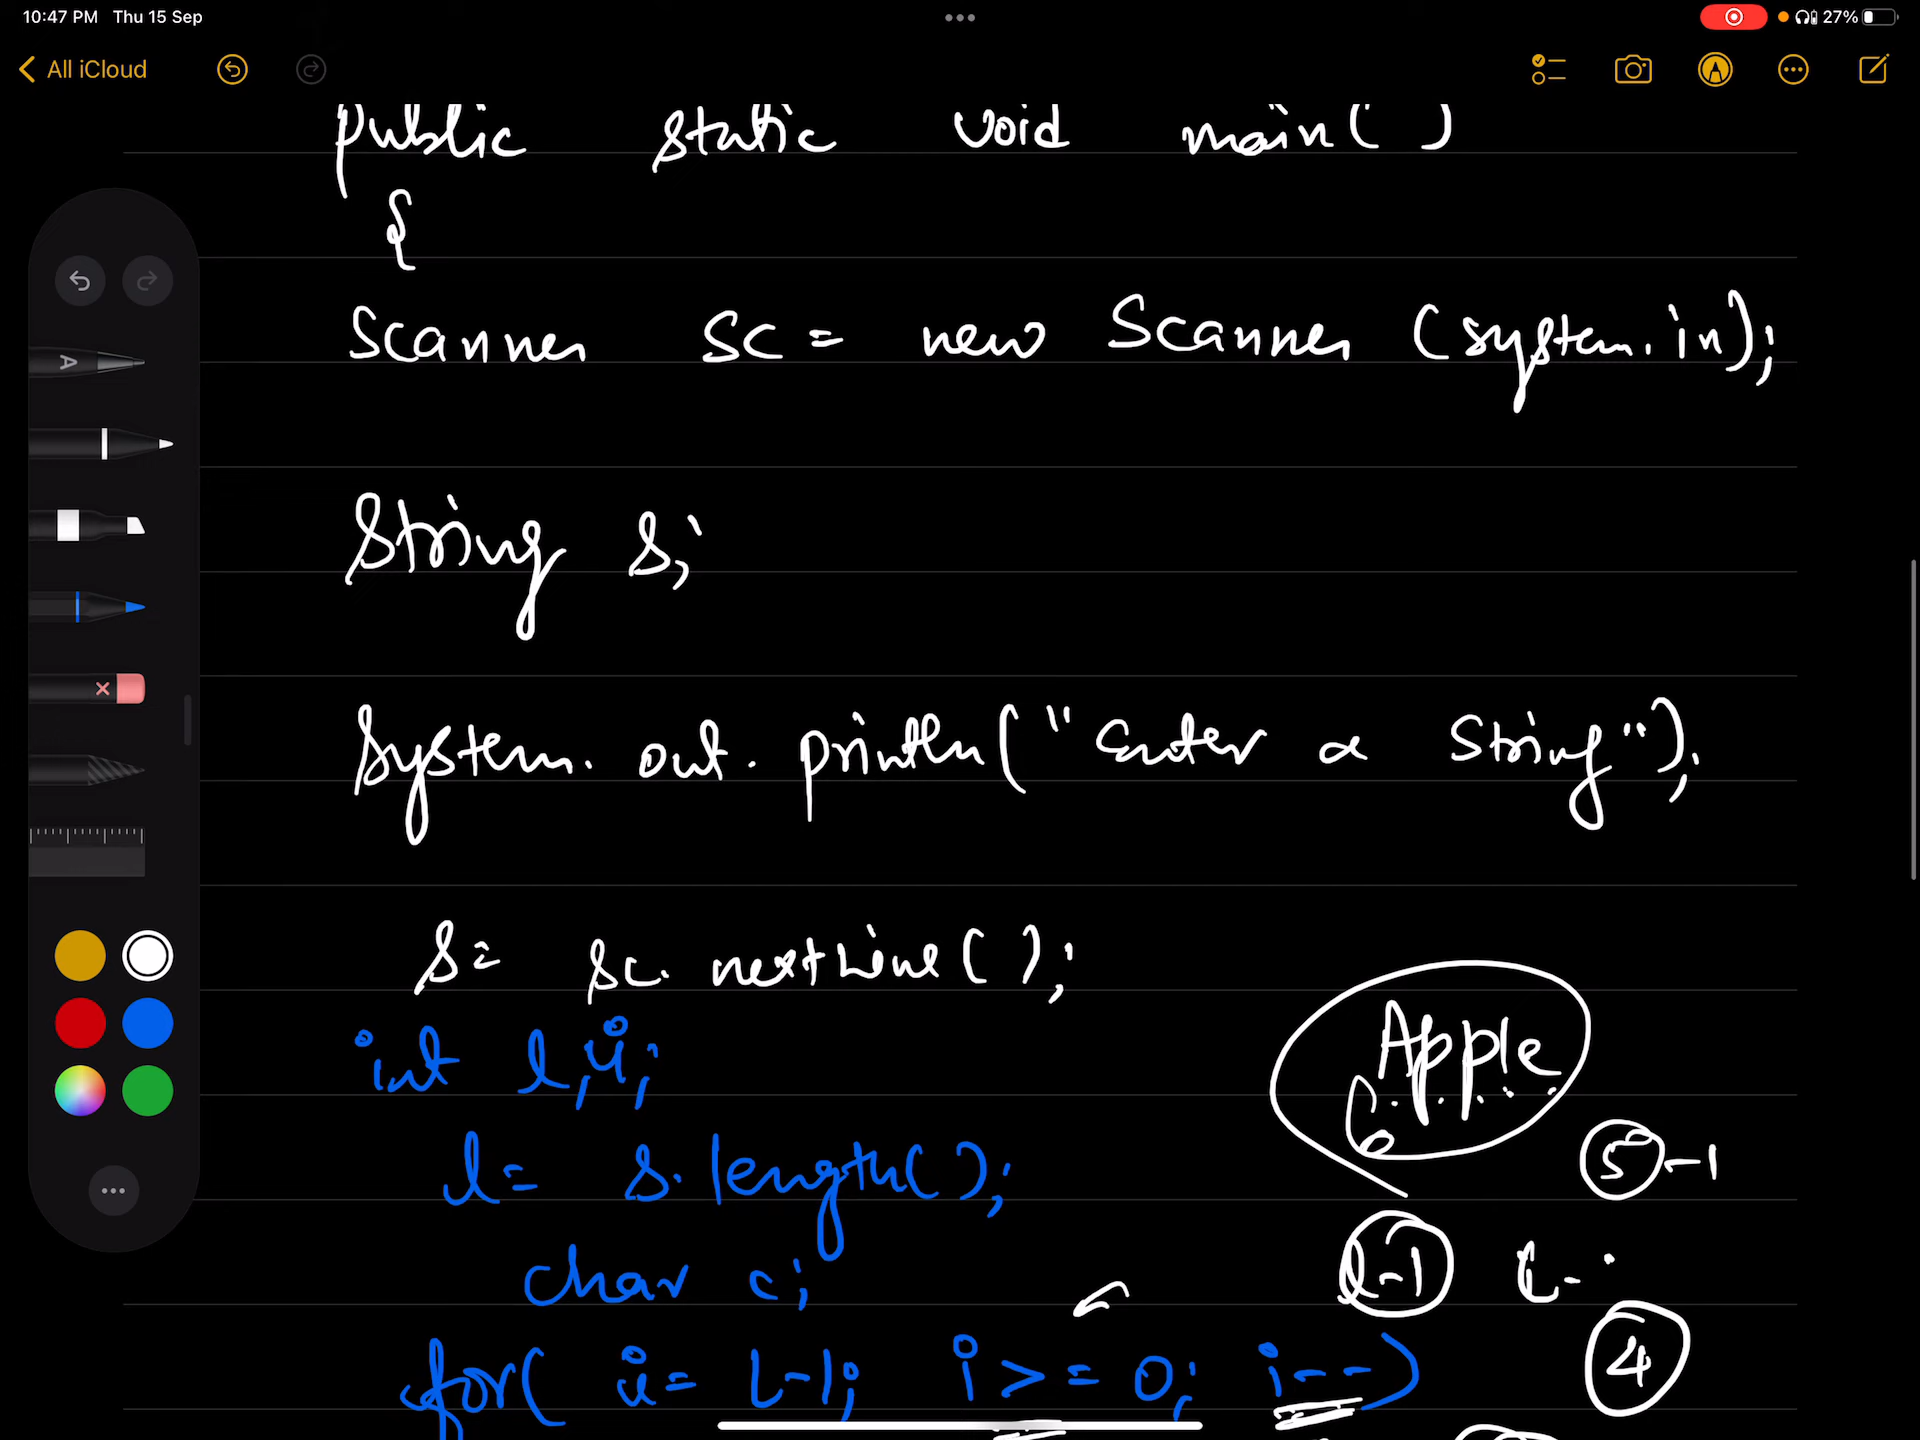 10:47 PM Thu 15 Sep
27%
All iCloud
public static void main()
{
Scanner sc = new Scanner (system.in);
String s;
System.out.println("Enter a String");
s= sc.nextLine();
int l,i;
Apple
l= s.length();
5-1
char c;
l-1
4
for( i= l-1; i>=0; i--)